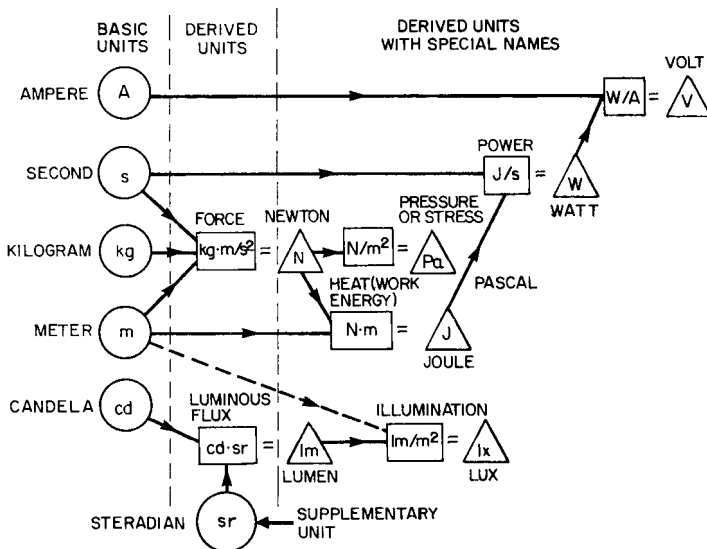 BASIC UNITS
DERIVED UNITS
DERIVED UNITS WITH SPECIAL NAMES
VOLT
AMPERE
A
W/A
=
V
POWER
SECOND
s
J/s
=
W
WATT
PRESSURE OR STRESS
FORCE
NEWTON
KILOGRAM
kg
kg·m/s²
=
N
N/m²
=
Pa
HEAT(WORK ENERGY)
PASCAL
METER
m
N·m
=
J
JOULE
CANDELA
cd
LUMINOUS FLUX
ILLUMINATION
cd·sr
=
lm
lm/m²
=
lx
LUMEN
LUX
STERADIAN
sr
SUPPLEMENTARY UNIT